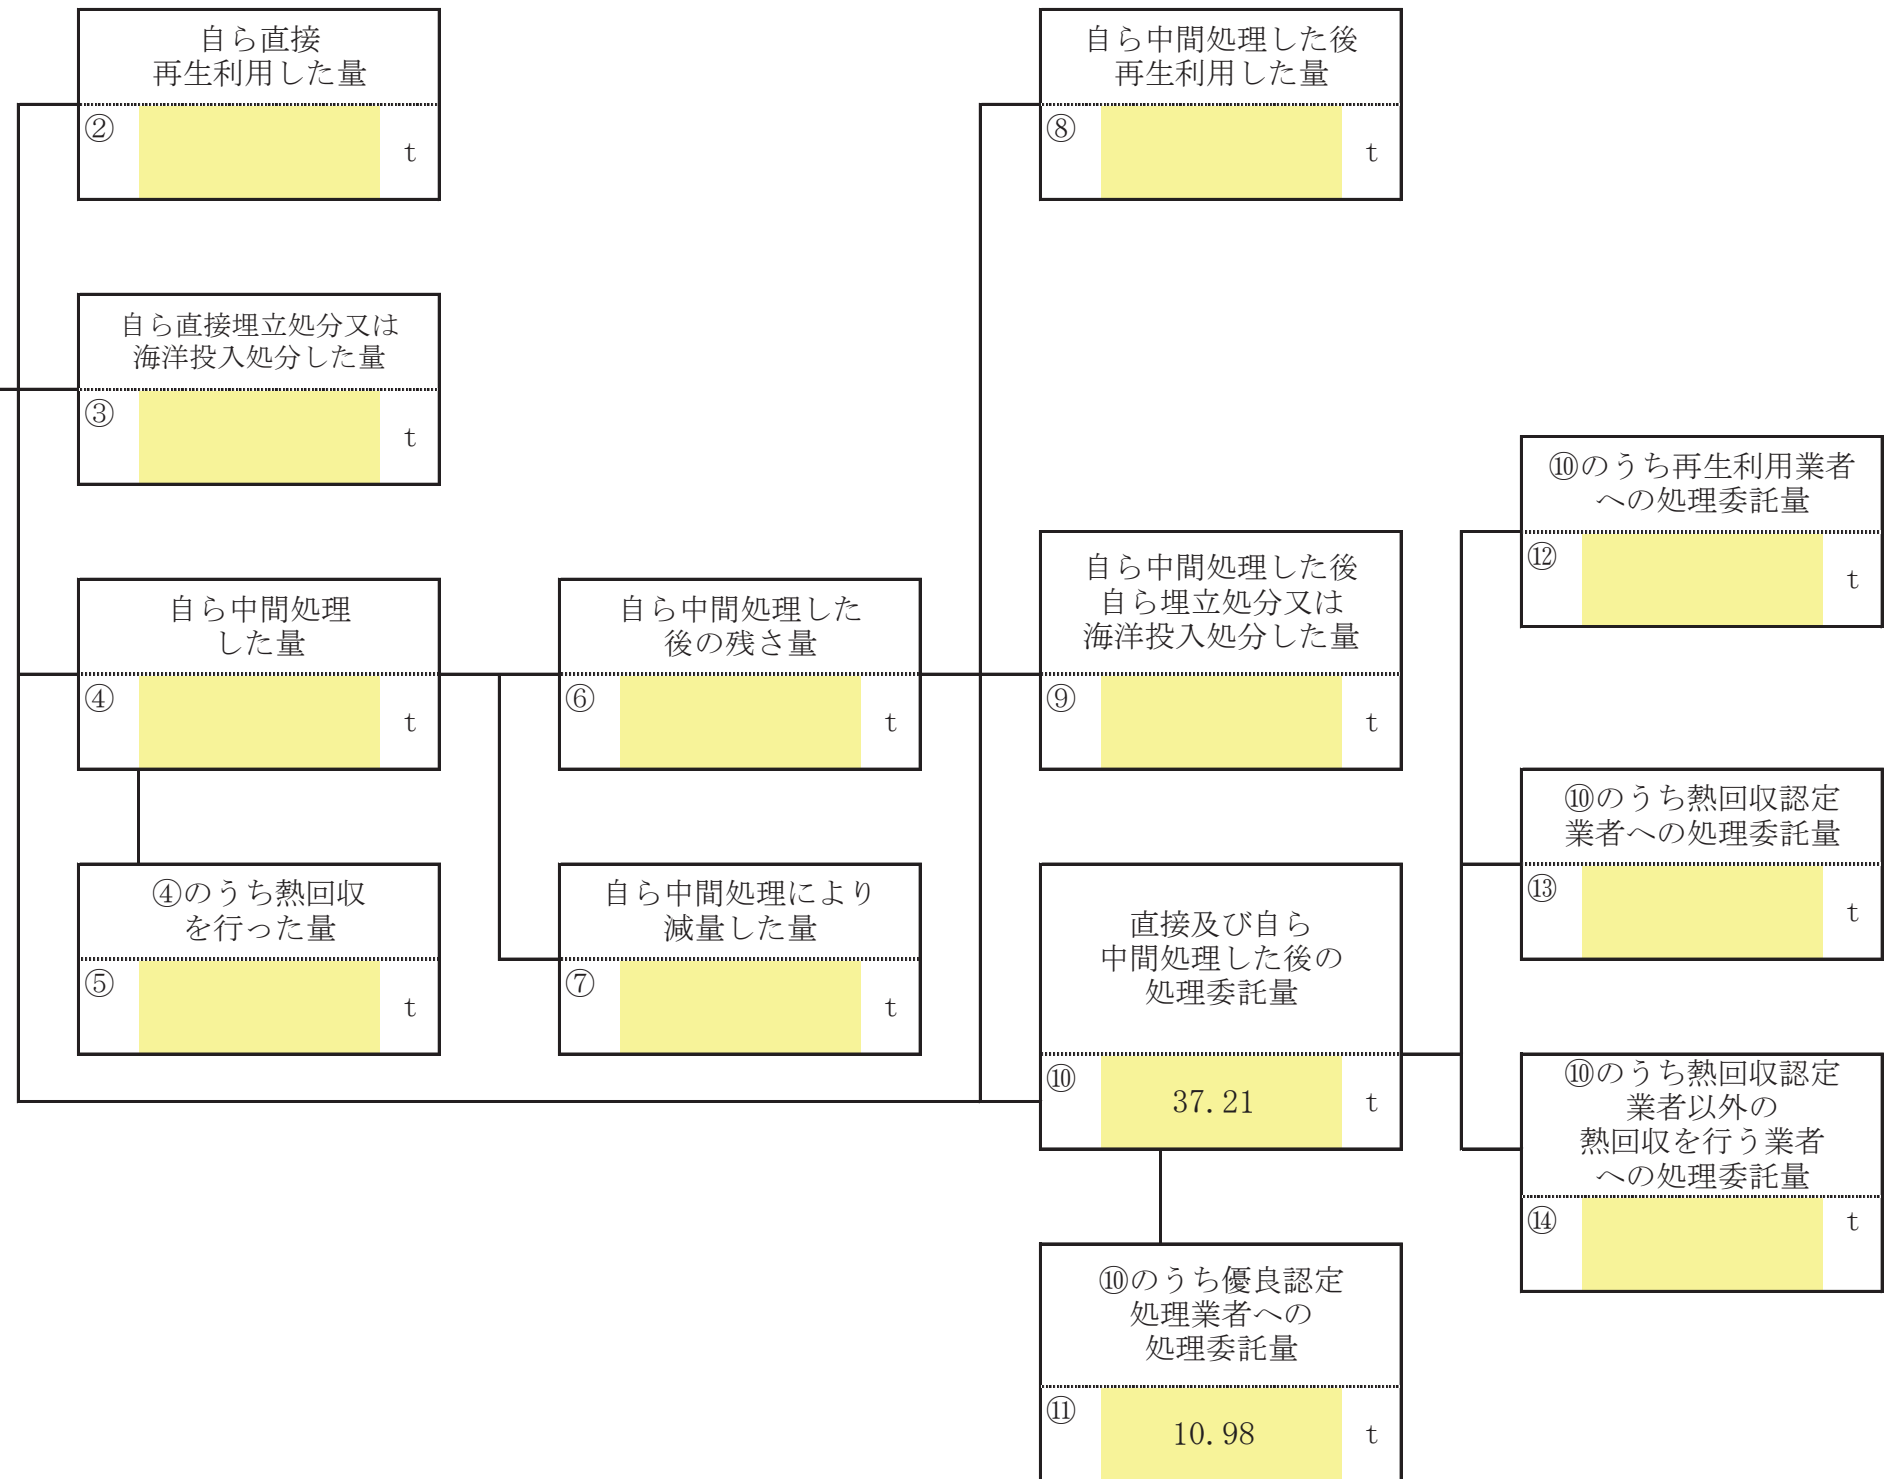 自ら直接
再生利用した量
②
t
自ら中間処理した後
再生利用した量
⑧
t
自ら直接埋立処分又は
海洋投入処分した量
③
t
⑩のうち再生利用業者
への処理委託量
⑫
t
自ら中間処理
した量
④
t
自ら中間処理した
後の残さ量
⑥
t
自ら中間処理した後
自ら埋立処分又は
海洋投入処分した量
⑨
t
⑩のうち熱回収認定
業者への処理委託量
⑬
t
④のうち熱回収
を行った量
⑤
t
自ら中間処理により
減量した量
⑦
t
直接及び自ら
中間処理した後の
処理委託量
⑩
37.21
t
⑩のうち熱回収認定
業者以外の
熱回収を行う業者
への処理委託量
⑭
t
⑩のうち優良認定
処理業者への
処理委託量
⑪
10.98
t